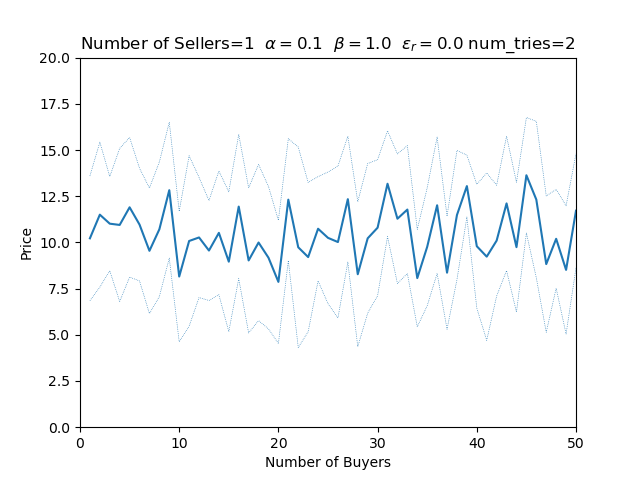 Number of Sellers=1 α = 0.1 β = 1.0 εr = 0.0 num_tries=2
20.0
17.5
15.0
12.5
10.0
7.5
5.0
2.5
0.0
Price
0 10 20 30 40 50
Number of Buyers